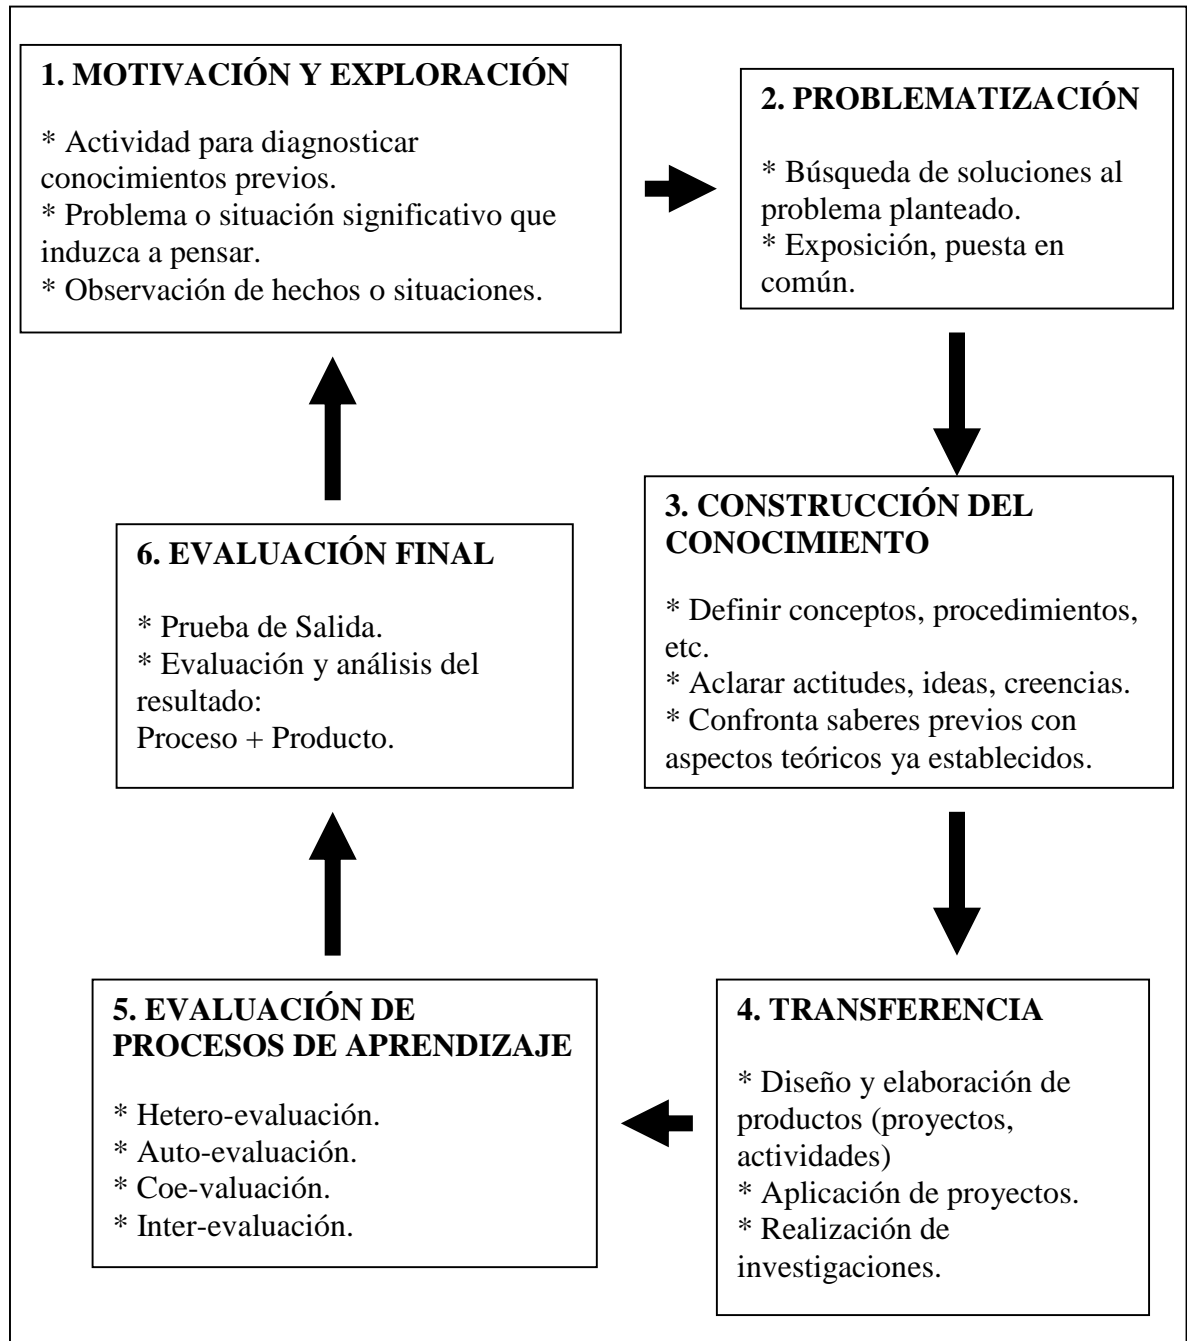 1. MOTIVACIÓN Y EXPLORACIÓN
* Actividad para diagnosticar
conocimientos previos.
* Problema o situación significativo que
induzca a pensar.
* Observación de hechos o situaciones.
2. PROBLEMATIZACIÓN
* Búsqueda de soluciones al
problema planteado.
* Exposición, puesta en
común.
3. CONSTRUCCIÓN DEL
CONOCIMIENTO
* Definir conceptos, procedimientos,
etc.
* Aclarar actitudes, ideas, creencias.
* Confronta saberes previos con
aspectos teóricos ya establecidos.
4. TRANSFERENCIA
* Diseño y elaboración de
productos (proyectos,
actividades)
* Aplicación de proyectos.
* Realización de
investigaciones.
5. EVALUACIÓN DE
PROCESOS DE APRENDIZAJE
* Hetero-evaluación.
* Auto-evaluación.
* Coe-valuación.
* Inter-evaluación.
6. EVALUACIÓN FINAL
* Prueba de Salida.
* Evaluación y análisis del
resultado:
Proceso + Producto.